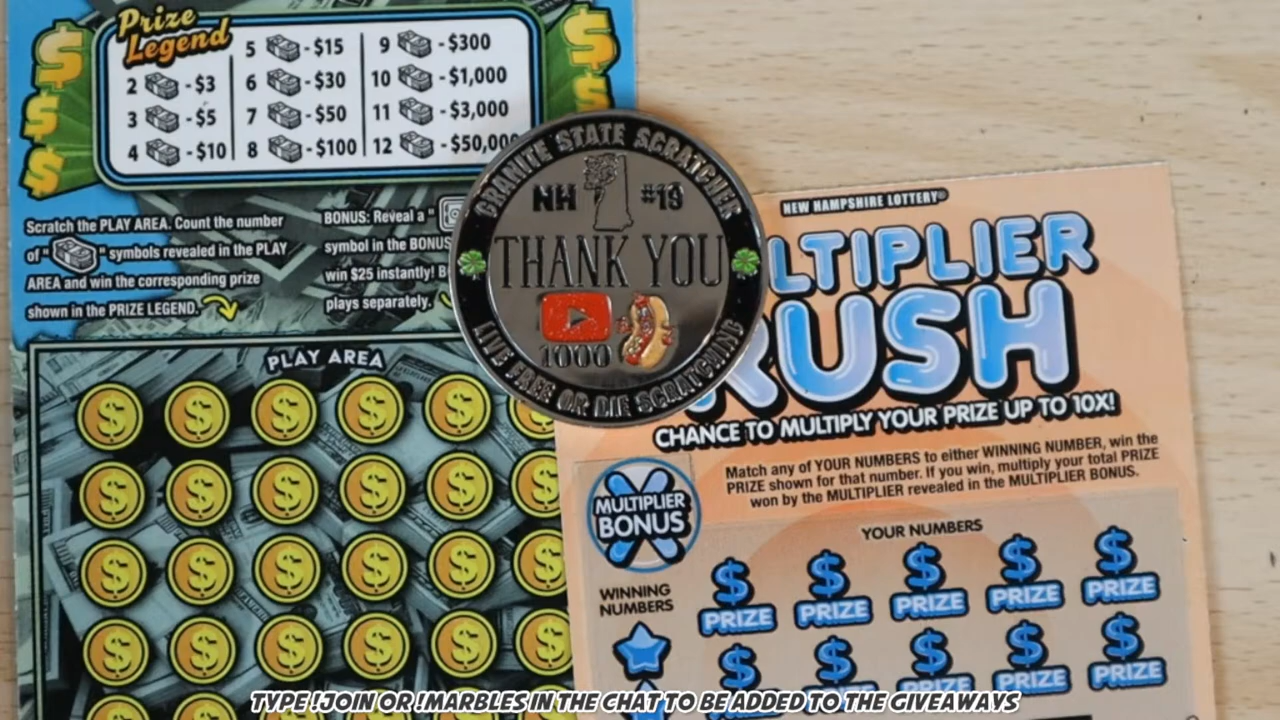 Prize
Legend
2 - $3
3 - $5
4 - $10
5 - $15
6 - $30
7 - $50
8 - $100
9 - $300
10 - $1,000
11 - $3,000
12 - $50,000
Scratch the PLAY AREA. Count the number
of " " symbols revealed in the PLAY
AREA and win the corresponding prize
shown in the PRIZE LEGEND.
BONUS: Reveal a "
symbol in the BONUS
win $25 instantly!
plays separately.
PLAY AREA
GRANITE STATE SCRATCHER
NH #19
THANK YOU
1000
LIVE FREE OR DIE SCRATCHING
NEW HAMPSHIRE LOTTERY®
LTIPLIER
RUSH
CHANCE TO MULTIPLY YOUR PRIZE UP TO 10X!
Match any of YOUR NUMBERS to either WINNING NUMBER, win the
PRIZE shown for that number. If you win, multiply your total PRIZE
won by the MULTIPLIER revealed in the MULTIPLIER BONUS.
MULTIPLIER
BONUS
YOUR NUMBERS
WINNING
NUMBERS
$ $ $ $ $
PRIZE PRIZE PRIZE PRIZE PRIZE
$ $ $ $ $
PRIZE PRIZE PRIZE PRIZE PRIZE
TYPE !JOIN OR !MARBLES IN THE CHAT TO BE ADDED TO THE GIVEAWAYS